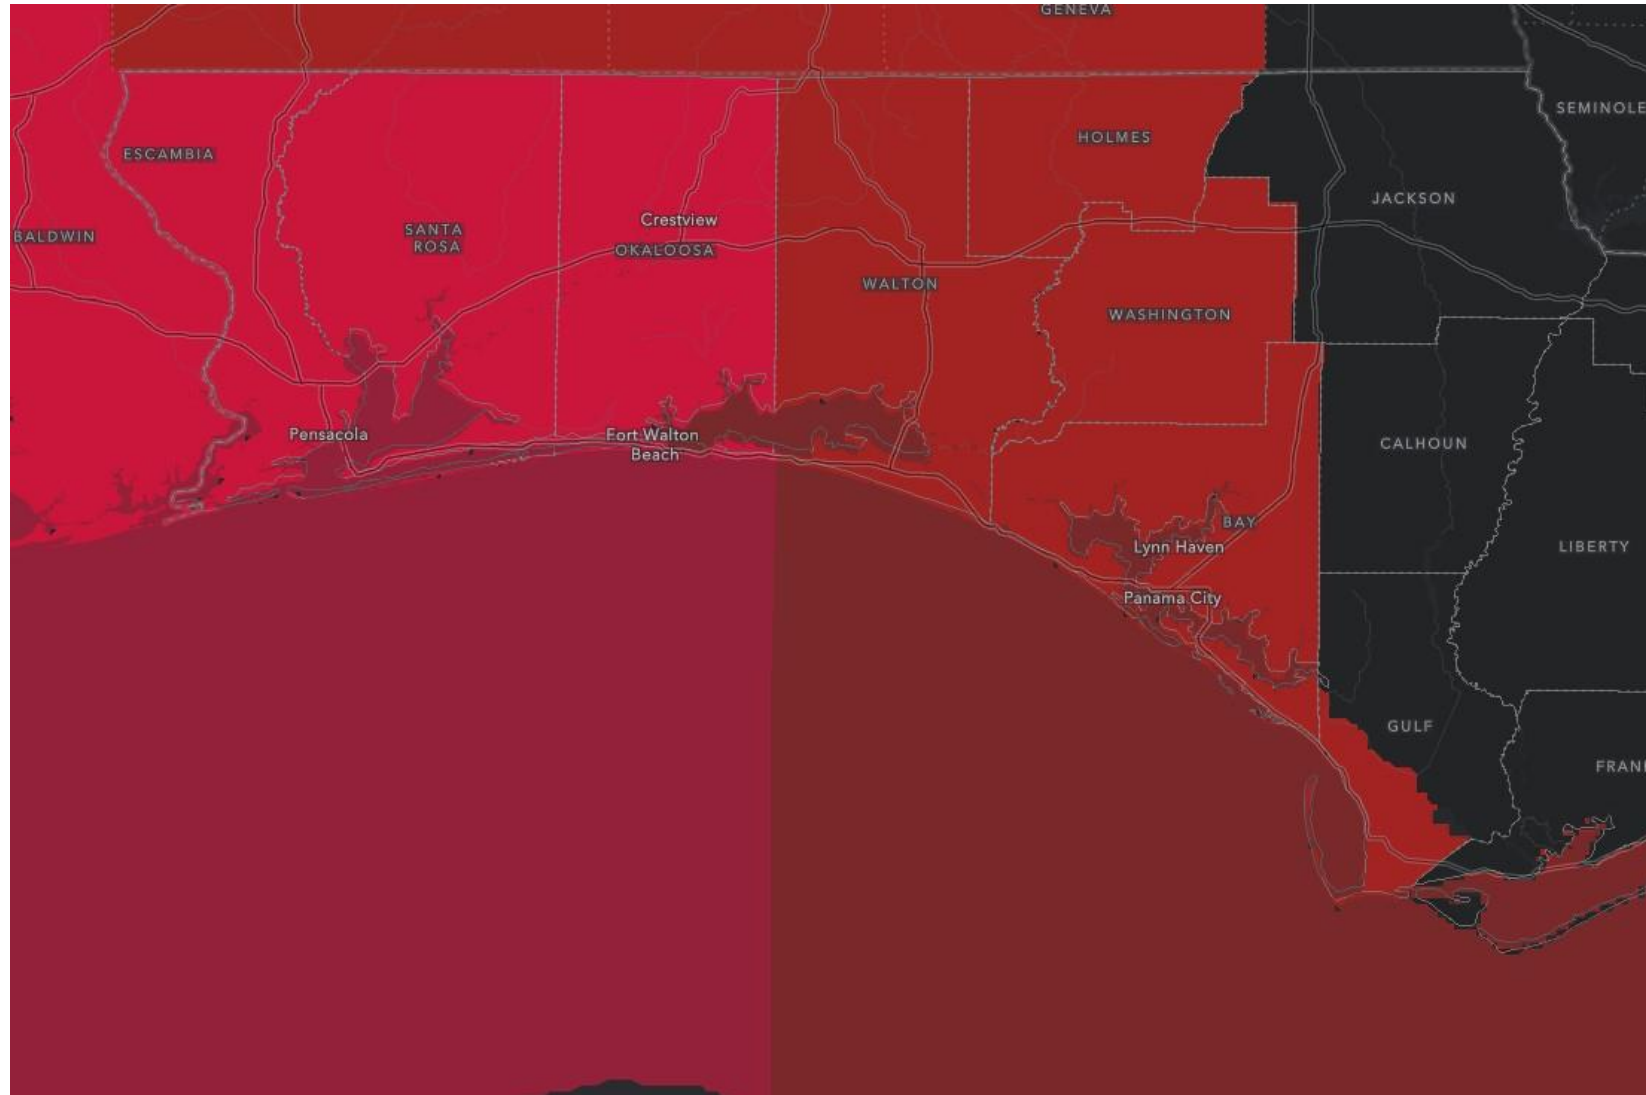 GENEVA
SEMINOLE
HOLMES
ESCAMBIA
JACKSON
Crestview
SANTA
ROSA
BALDWIN
OKALOOSA
WALTON
WASHINGTON
Pensacola
Fort Walton
Beach
CALHOUN
BAY
Lynn Haven
LIBERTY
Panama City
GULF
FRAN